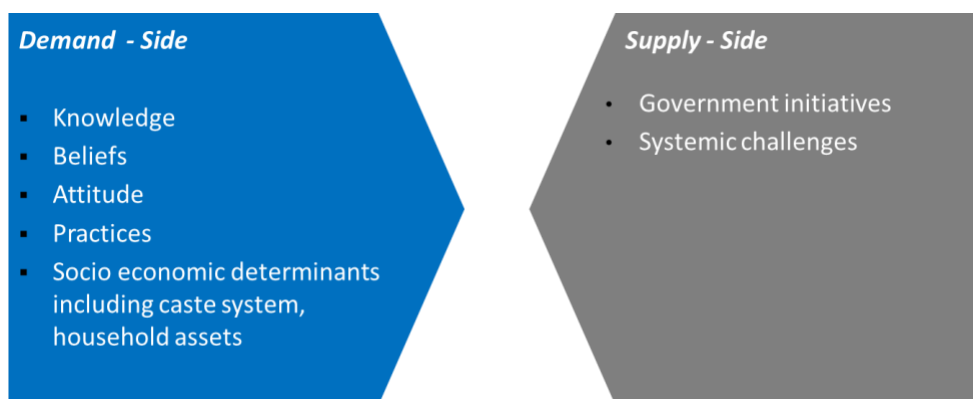 Demand - Side
▪ Knowledge
▪ Beliefs
▪ Attitude
▪ Practices
▪ Socio economic determinants
including caste system,
household assets
Supply - Side
• Government initiatives
• Systemic challenges